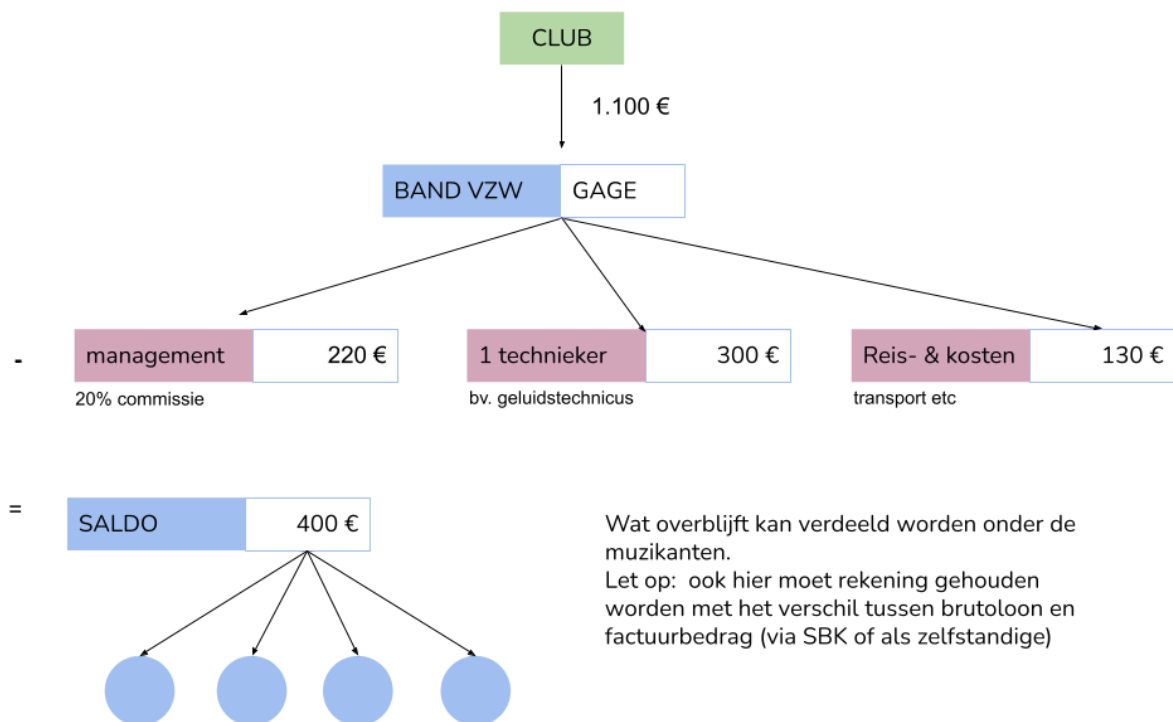 CLUB
1.100 €
BAND VZW GAGE
- management 220 € 1 technieker 300 € Reis- & kosten 130 €
20% commissie bv. geluidstechnicus transport etc
= SALDO 400 €
Wat overblijft kan verdeeld worden onder de
muzikanten.
Let op: ook hier moet rekening gehouden
worden met het verschil tussen brutoloon en
factuurbedrag (via SBK of als zelfstandige)